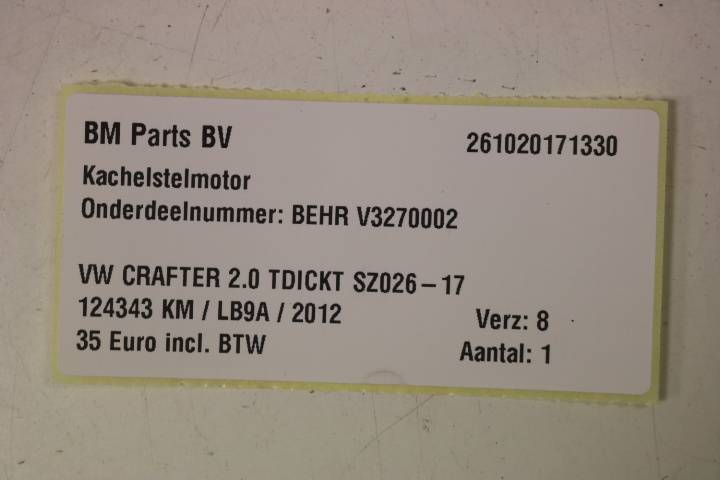 BM Parts BV 261020171330
Kachelstelmotor
Onderdeelnummer: BEHR V3270002
VW CRAFTER 2.0 TDICKT SZ026-17
124343 KM / LB9A / 2012 Verz: 8
35 Euro incl. BTW Aantal: 1